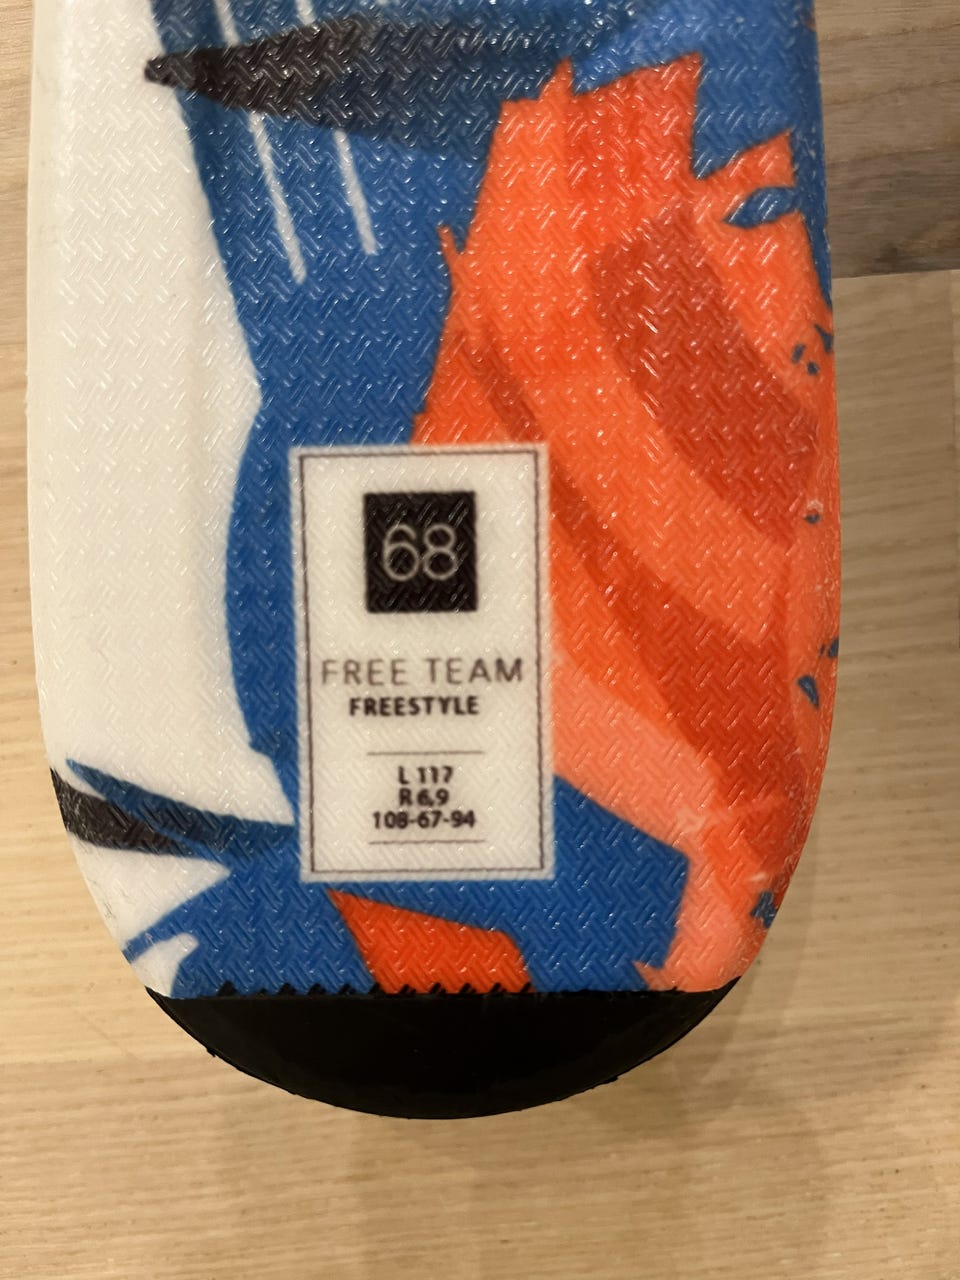 68
FREE TEAM
FREESTYLE
L 117
R 6,9
108-67-94